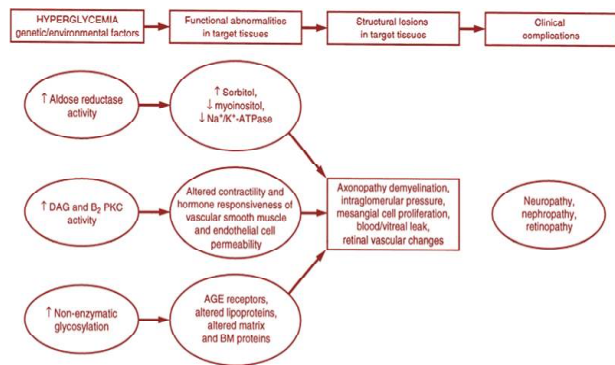 HYPERGLYCEMIA
genetic/environmental factors
Functional abnormalities
in target tissues
Structural lesions
in target tissues
Clinical
complications
↑ Aldose reductase
activity
↑ Sorbitol,
↓ myoinositol,
↓ Na⁺/K⁺-ATPase
↑ DAG and B₂ PKC
activity
Altered contractility and
hormone responsiveness of
vascular smooth muscle
and endothelial cell
permeability
Axonopathy demyelination,
intraglomerular pressure,
mesangial cell proliferation,
blood/vitreal leak,
retinal vascular changes
Neuropathy,
nephropathy,
retinopathy
↑ Non-enzymatic
glycosylation
AGE receptors,
altered lipoproteins,
altered matrix
and BM proteins